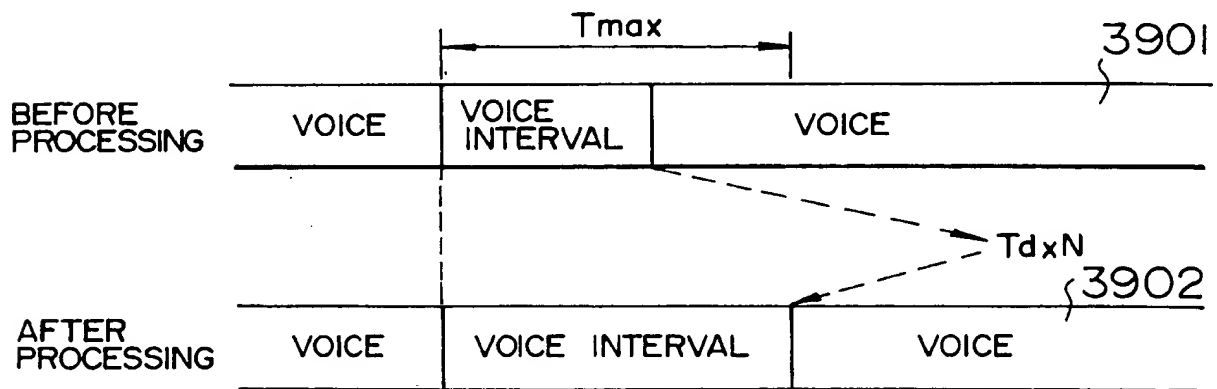 Tmax
3901
BEFORE
PROCESSING
VOICE
VOICE
INTERVAL
VOICE
TdxN
3902
AFTER
PROCESSING
VOICE
VOICE INTERVAL
VOICE